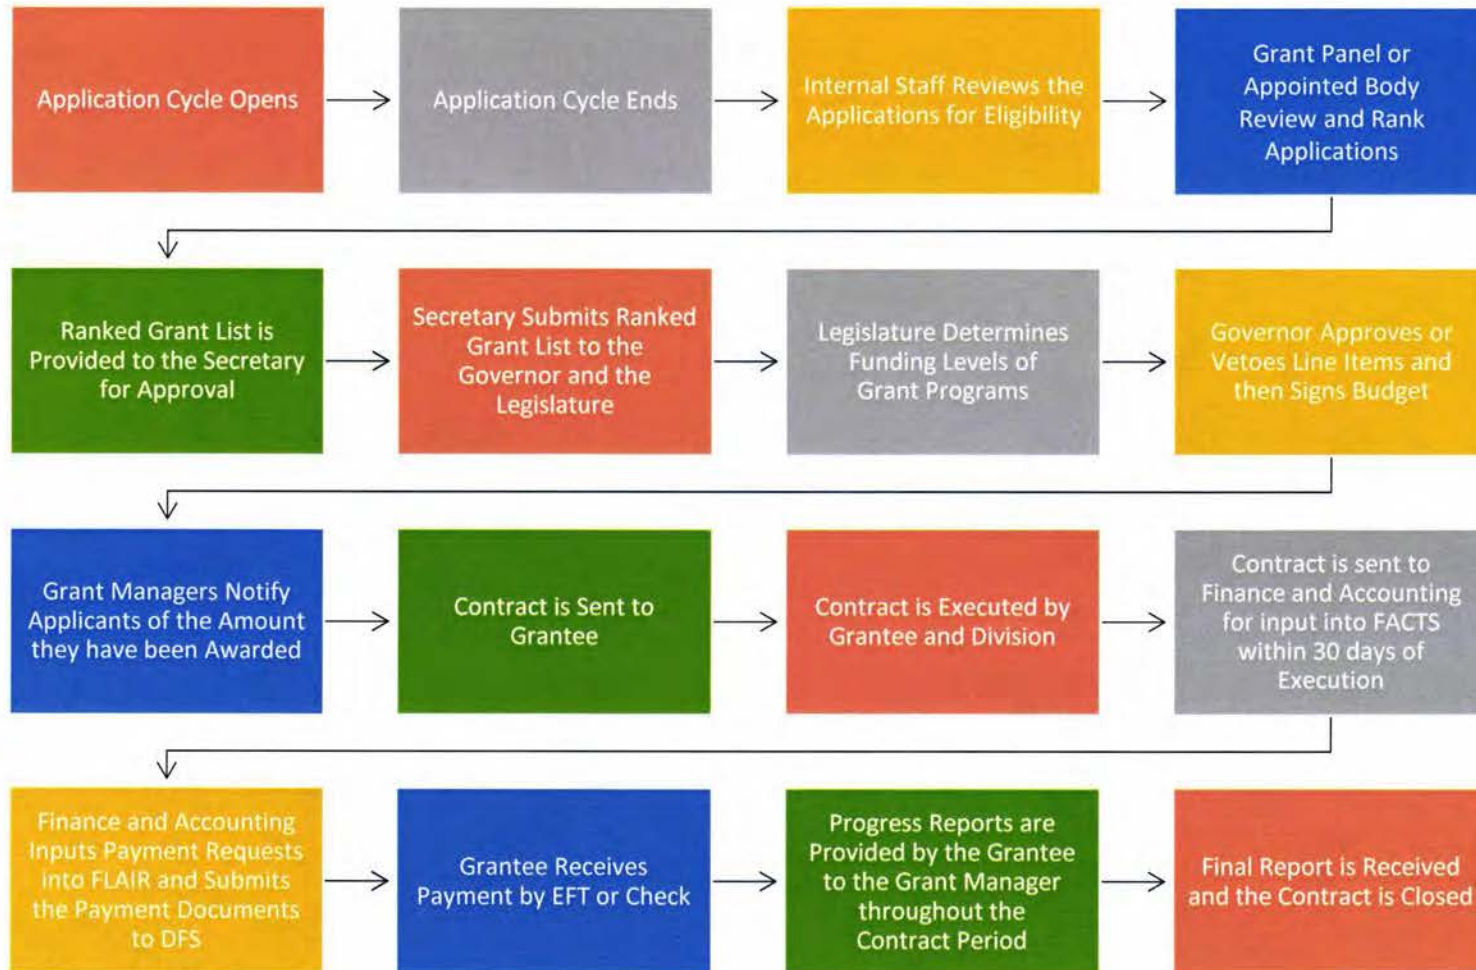 Application Cycle Opens
Application Cycle Ends
Internal Staff Reviews the
Applications for Eligibility
Grant Panel or
Appointed Body
Review and Rank
Applications
Ranked Grant List is
Provided to the Secretary
for Approval
Secretary Submits Ranked
Grant List to the
Governor and the
Legislature
Legislature Determines
Funding Levels of
Grant Programs
Governor Approves or
Vetoes Line Items and
then Signs Budget
Grant Managers Notify
Applicants of the Amount
they have been Awarded
Contract is Sent to
Grantee
Contract is Executed by
Grantee and Division
Contract is sent to
Finance and Accounting
for input into FACTS
within 30 days of
Execution
Finance and Accounting
Inputs Payment Requests
into FLAIR and Submits
the Payment Documents
to DFS
Grantee Receives
Payment by EFT or Check
Progress Reports are
Provided by the Grantee
to the Grant Manager
throughout the
Contract Period
Final Report is Received
and the Contract is Closed